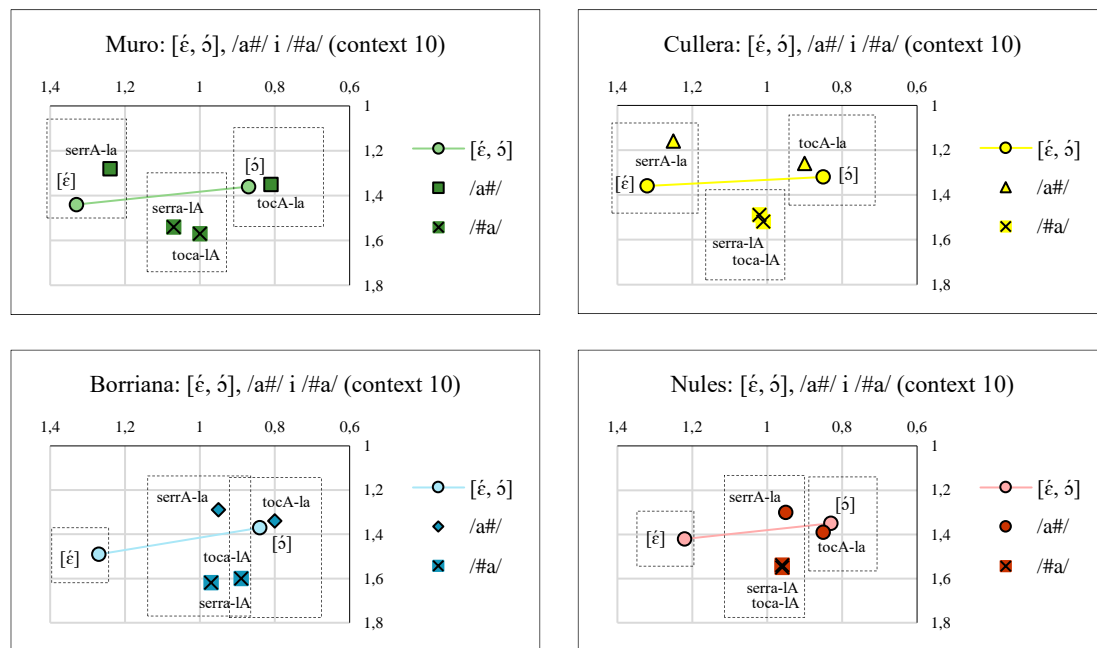 Muro: [ɛ́, ɔ́], /a#/ i /#a/ (context 10)
1,4 1,2 1 0,8 0,6
1
1,2
1,4
1,6
1,8
serrA-la
[ɛ́]
[ɔ́]
tocA-la
serra-lA
toca-lA
[ɛ́, ɔ́]
/a#/
/#a/
Cullera: [ɛ́, ɔ́], /a#/ i /#a/ (context 10)
1,4 1,2 1 0,8 0,6
1
1,2
1,4
1,6
1,8
tocA-la
serrA-la
[ɛ́]
[ɔ́]
serra-lA
toca-lA
[ɛ́, ɔ́]
/a#/
/#a/
Borriana: [ɛ́, ɔ́], /a#/ i /#a/ (context 10)
1,4 1,2 1 0,8 0,6
1
1,2
1,4
1,6
1,8
serrA-la
tocA-la
[ɔ́]
[ɛ́]
toca-lA
serra-lA
[ɛ́, ɔ́]
/a#/
/#a/
Nules: [ɛ́, ɔ́], /a#/ i /#a/ (context 10)
1,4 1,2 1 0,8 0,6
1
1,2
1,4
1,6
1,8
serrA-la
[ɔ́]
[ɛ́]
tocA-la
serra-lA
toca-lA
[ɛ́, ɔ́]
/a#/
/#a/